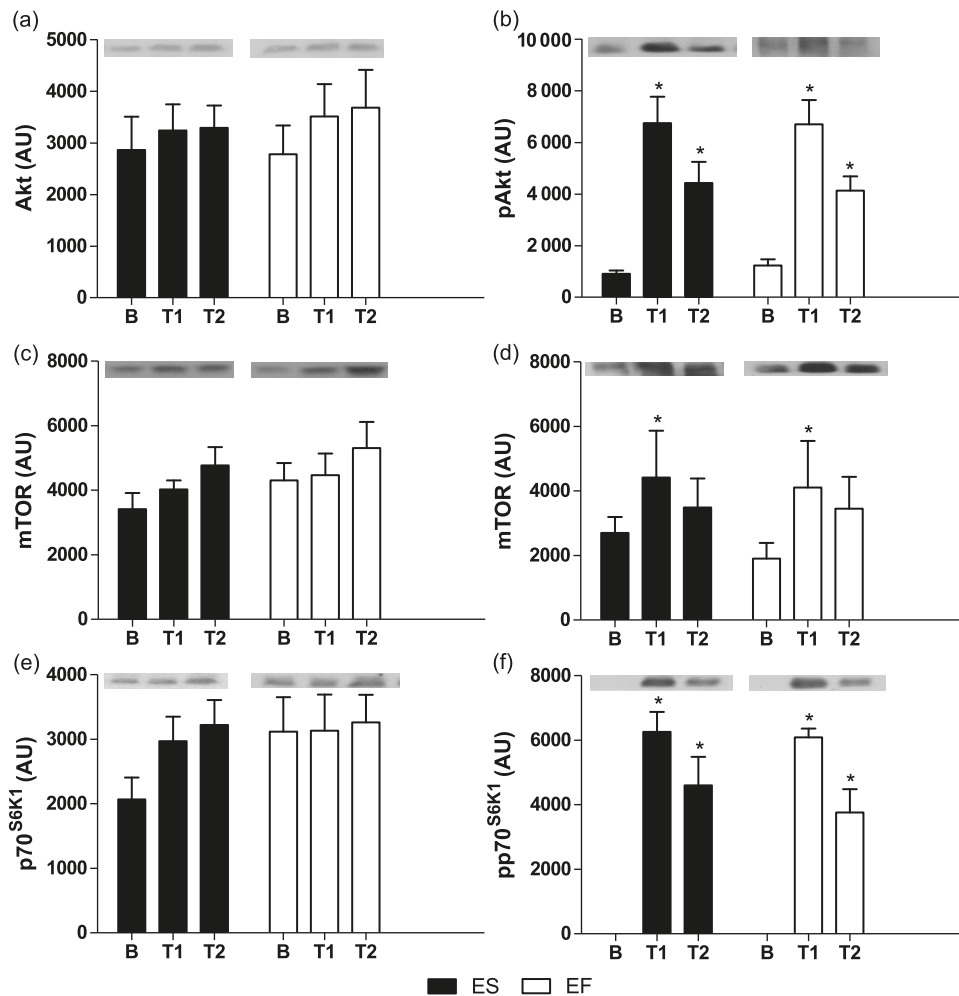 (a)
5000
4000
3000
2000
1000
0
Akt (AU)
B T1 T2 B T1 T2
(b)
10 000
8 000
6 000
4 000
2 000
0
pAkt (AU)
* * * *
B T1 T2 B T1 T2
(c)
8000
6000
4000
2000
0
mTOR (AU)
B T1 T2 B T1 T2
(d)
8000
6000
4000
2000
0
mTOR (AU)
* *
B T1 T2 B T1 T2
(e)
4000
3000
2000
1000
0
p70S6K1 (AU)
B T1 T2 B T1 T2
(f)
8000
6000
4000
2000
0
pp70S6K1 (AU)
* * * *
B T1 T2 B T1 T2
ES EF